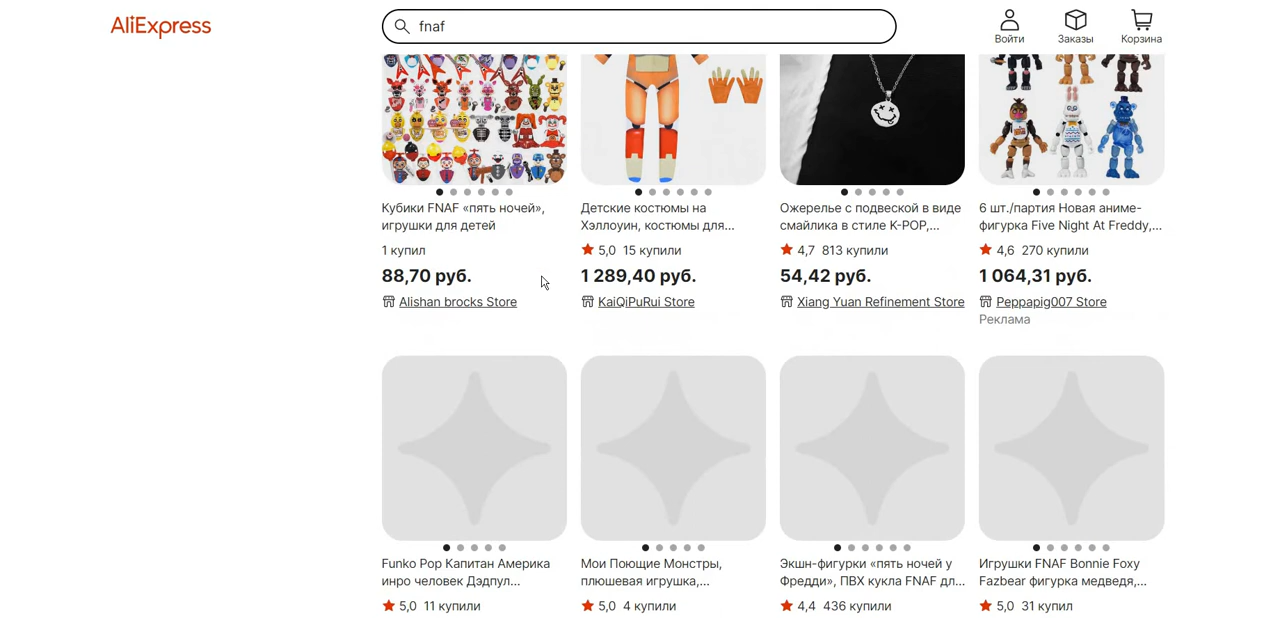 AliExpress
fnaf
Войти
Заказы
Корзина
Кубики FNAF «пять ночей»,
игрушки для детей
1 купил
88,70 руб.
Alishan brocks Store
Детские костюмы на
Хэллоуин, костюмы для...
5,0 15 купили
1 289,40 руб.
KaiQiPuRui Store
Ожерелье с подвеской в виде
смайлика в стиле K-POP,...
4,7 813 купили
54,42 руб.
Xiang Yuan Refinement Store
6 шт./партия Новая аниме-
фигурка Five Night At Freddy,...
4,6 270 купили
1 064,31 руб.
Peppapig007 Store
Реклама
Funko Pop Капитан Америка
инро человек Дэдпул...
5,0 11 купили
Мои Поющие Монстры,
плюшевая игрушка,...
5,0 4 купили
Экшн-фигурки «пять ночей у
Фредди», ПВХ кукла FNAF дл...
4,4 436 купили
Игрушки FNAF Bonnie Foxy
Fazbear фигурка медведя,...
5,0 31 купил